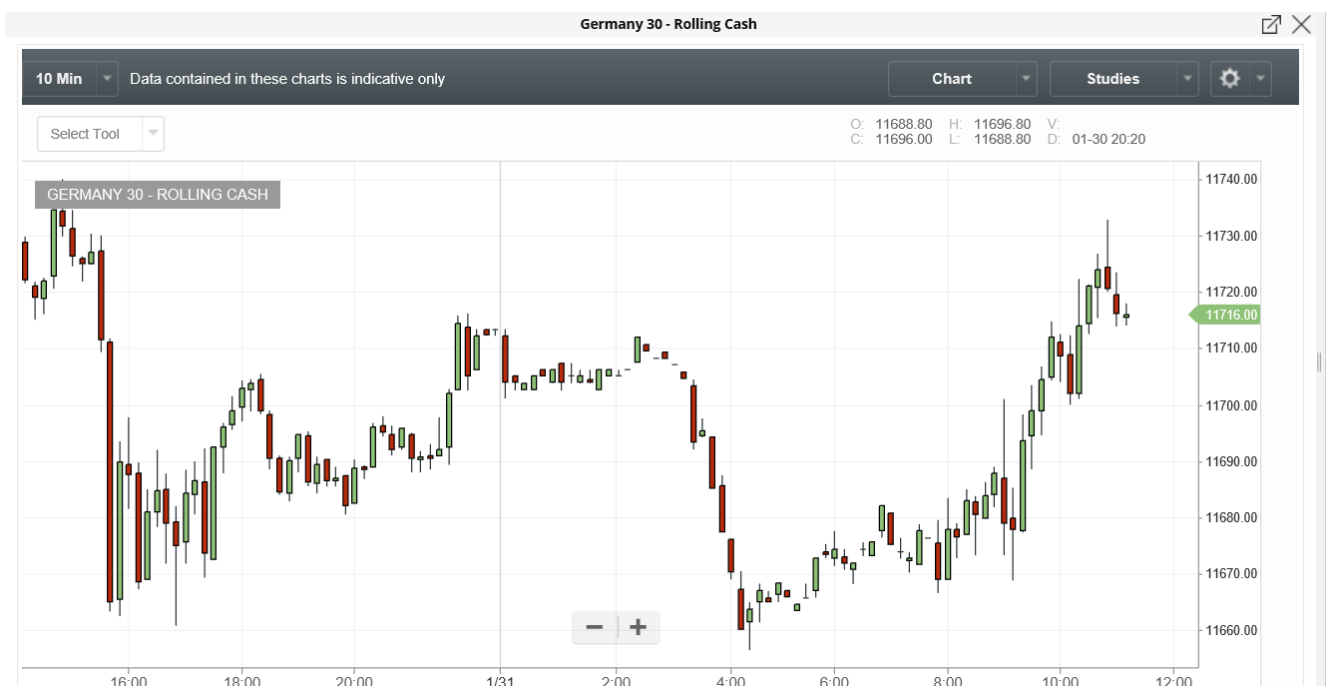 Germany 30 - Rolling Cash
10 Min Data contained in these charts is indicative only Chart Studies
Select Tool
O: 11688.80 H: 11696.80 V:
C: 11696.00 L: 11688.80 D: 01-30 20:20
GERMANY 30 - ROLLING CASH
11740.00
11730.00
11720.00
11716.00
11710.00
11700.00
11690.00
11680.00
11670.00
11660.00
16:00 18:00 20:00 1/31 2:00 4:00 6:00 8:00 10:00 12:00